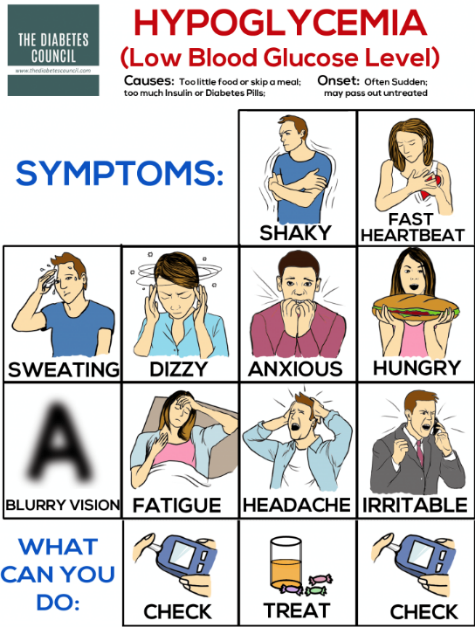 THE DIABETES
COUNCIL
www.thediabetescouncil.com
HYPOGLYCEMIA
(Low Blood Glucose Level)
Causes: Too little food or skip a meal;
too much Insulin or Diabetes Pills;
Onset: Often Sudden;
may pass out untreated
SYMPTOMS:
SHAKY
FAST
HEARTBEAT
SWEATING
DIZZY
ANXIOUS
HUNGRY
A
BLURRY VISION
FATIGUE
HEADACHE
IRRITABLE
WHAT
CAN YOU
DO:
CHECK
TREAT
CHECK